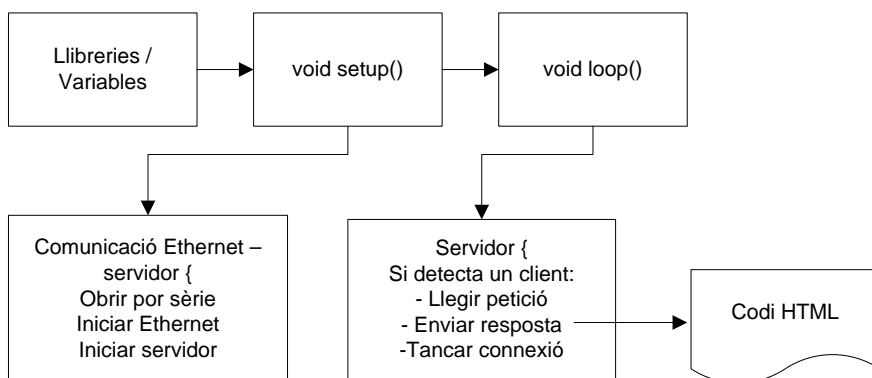 Llibreries /
Variables
void setup()
void loop()
Comunicació Ethernet –
servidor {
Obrir por sèrie
Iniciar Ethernet
Iniciar servidor
Servidor {
Si detecta un client:
- Llegir petició
- Enviar resposta
-Tancar connexió
Codi HTML